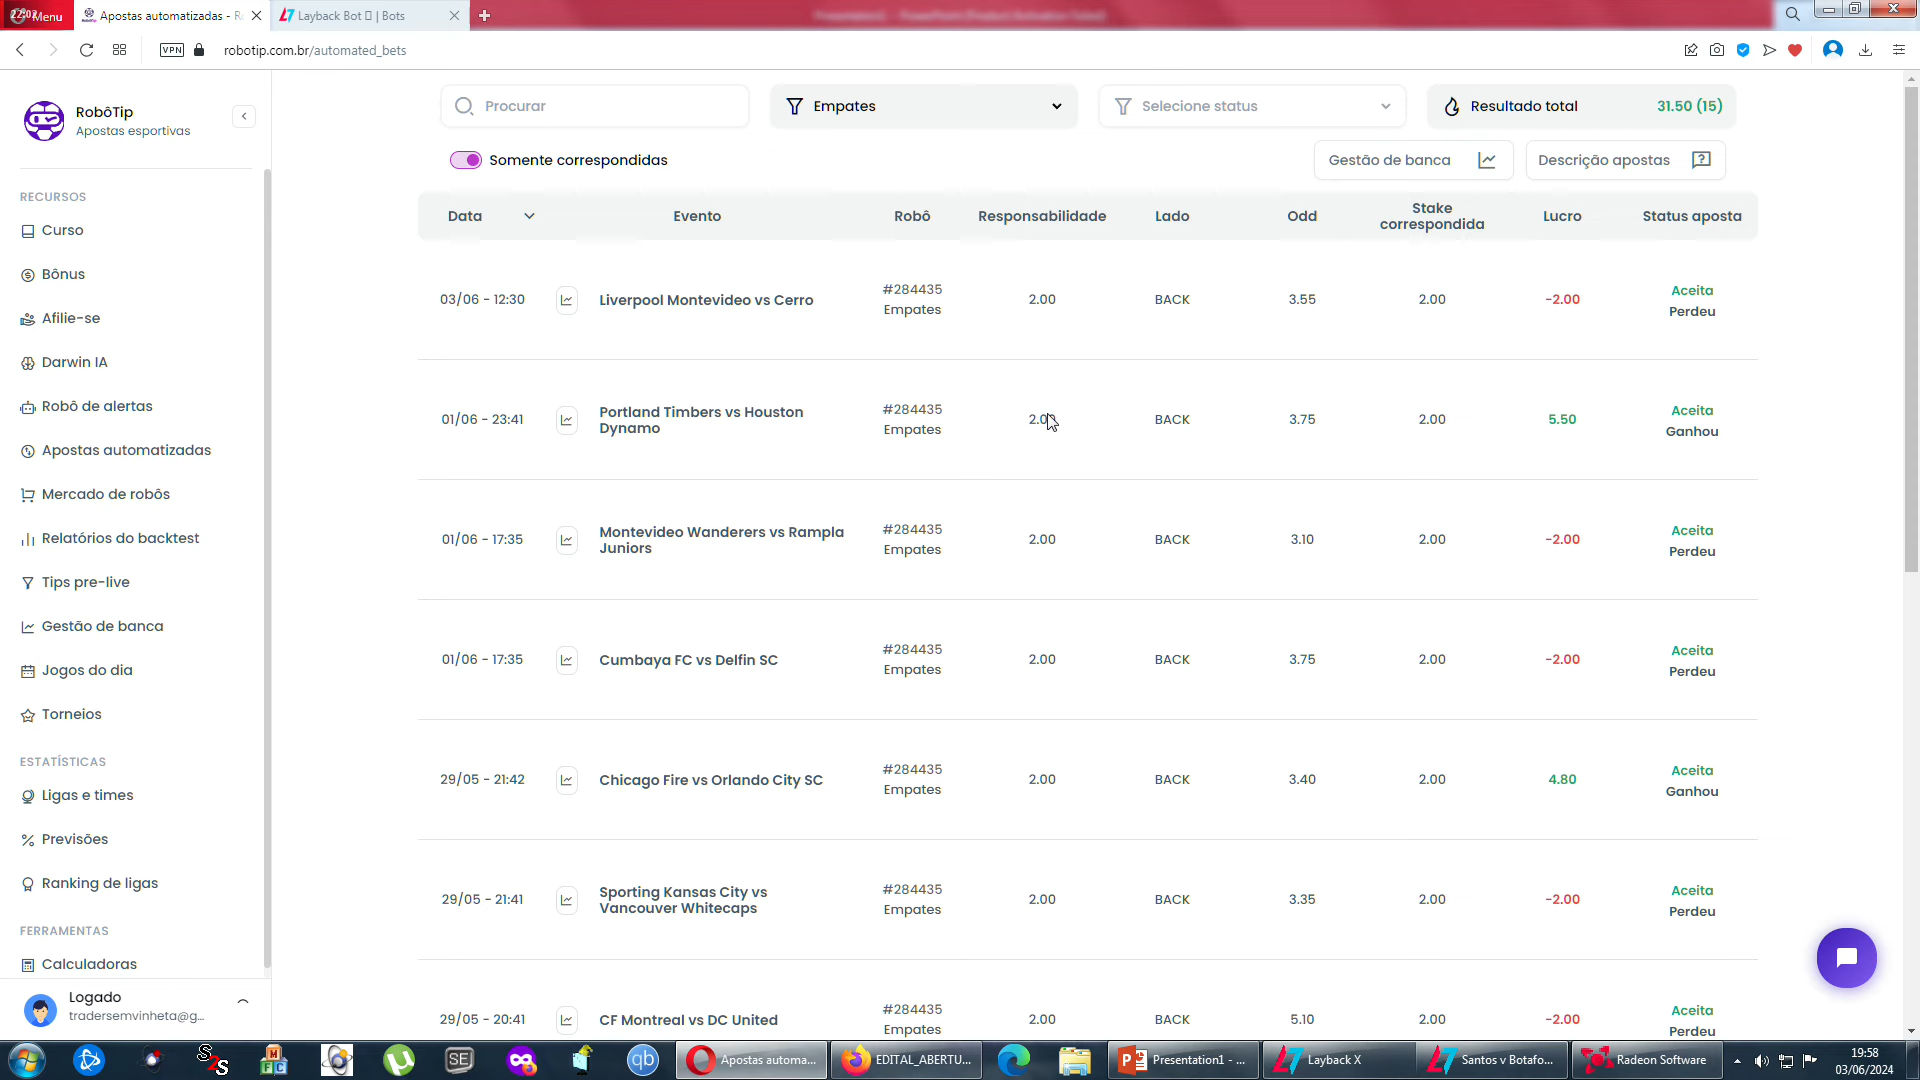 Menu
Apostas automatizadas - R
Layback Bot | Bots
VPN
robotip.com.br/automated_bets
RobôTip
Apostas esportivas
Procurar
Empates
Selecione status
Resultado total
31.50 (15)
Somente correspondidas
Gestão de banca
Descrição apostas
RECURSOS
Curso
Bônus
Afilie-se
Darwin IA
Robô de alertas
Apostas automatizadas
Mercado de robôs
Relatórios do backtest
Tips pre-live
Gestão de banca
Jogos do dia
Torneios
ESTATÍSTICAS
Ligas e times
Previsões
Ranking de ligas
FERRAMENTAS
Calculadoras
Logado
tradersemvinheta@g...
Data Evento Robô Responsabilidade Lado Odd Stake correspondida Lucro Status aposta
03/06 - 12:30 Liverpool Montevideo vs Cerro #284435 Empates 2.00 BACK 3.55 2.00 -2.00 Aceita Perdeu
01/06 - 23:41 Portland Timbers vs Houston Dynamo #284435 Empates 2.00 BACK 3.75 2.00 5.50 Aceita Ganhou
01/06 - 17:35 Montevideo Wanderers vs Rampla Juniors #284435 Empates 2.00 BACK 3.10 2.00 -2.00 Aceita Perdeu
01/06 - 17:35 Cumbaya FC vs Delfin SC #284435 Empates 2.00 BACK 3.75 2.00 -2.00 Aceita Perdeu
29/05 - 21:42 Chicago Fire vs Orlando City SC #284435 Empates 2.00 BACK 3.40 2.00 4.80 Aceita Ganhou
29/05 - 21:41 Sporting Kansas City vs Vancouver Whitecaps #284435 Empates 2.00 BACK 3.35 2.00 -2.00 Aceita Perdeu
29/05 - 20:41 CF Montreal vs DC United #284435 Empates 2.00 BACK 5.10 2.00 -2.00 Aceita Perdeu
S2S
SE
qb
Apostas automa...
EDITAL_ABERTU...
Presentation1 - ...
Layback X
Santos v Botafo...
Radeon Software
19:58
03/06/2024